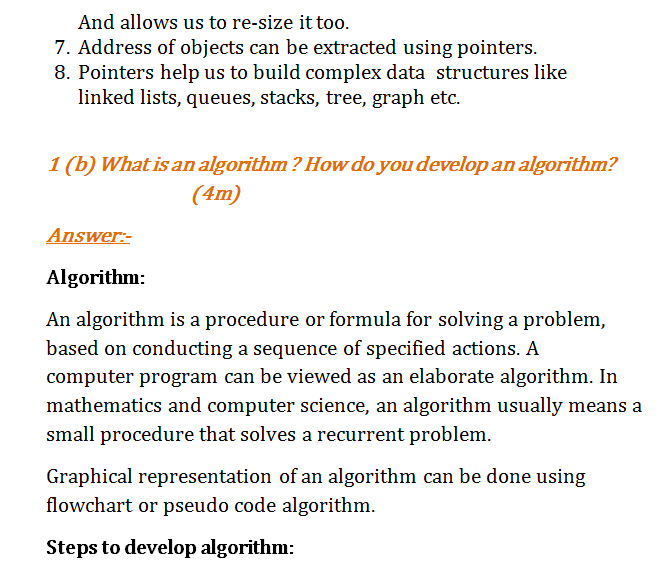 And allows us to re-size it too.
7. Address of objects can be extracted using pointers.
8. Pointers help us to build complex data structures like
linked lists, queues, stacks, tree, graph etc.
1 (b) What is an algorithm ? How do you develop an algorithm?
(4m)
Answer:-
Algorithm:
An algorithm is a procedure or formula for solving a problem,
based on conducting a sequence of specified actions. A
computer program can be viewed as an elaborate algorithm. In
mathematics and computer science, an algorithm usually means a
small procedure that solves a recurrent problem.
Graphical representation of an algorithm can be done using
flowchart or pseudo code algorithm.
Steps to develop algorithm: